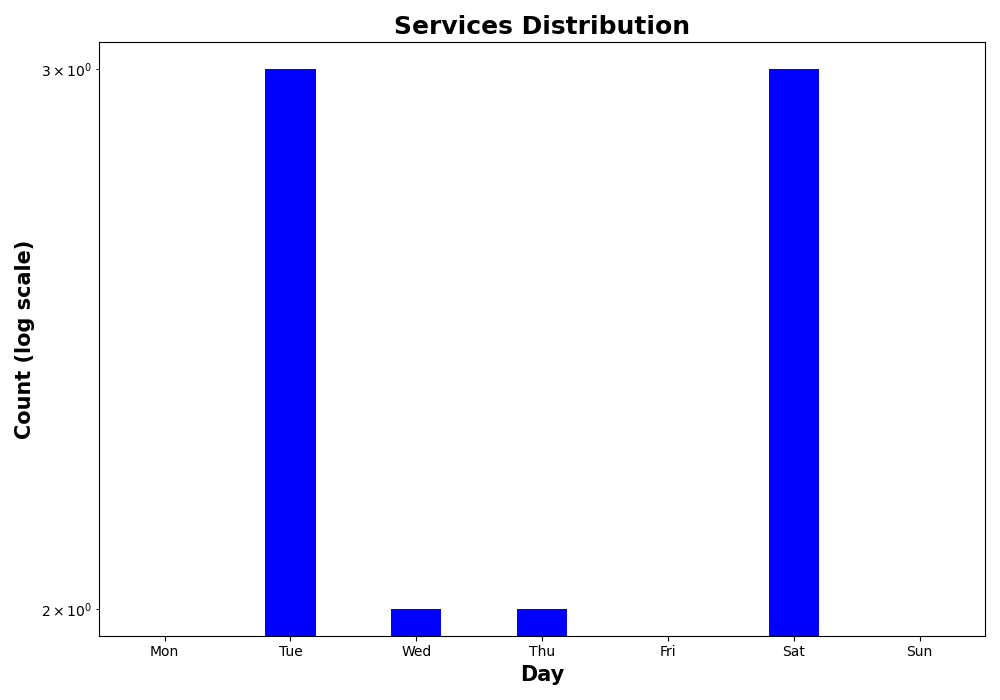 Services Distribution
3 × 10⁰
Count (log scale)
2 × 10⁰
Mon Tue Wed Thu Fri Sat Sun
Day